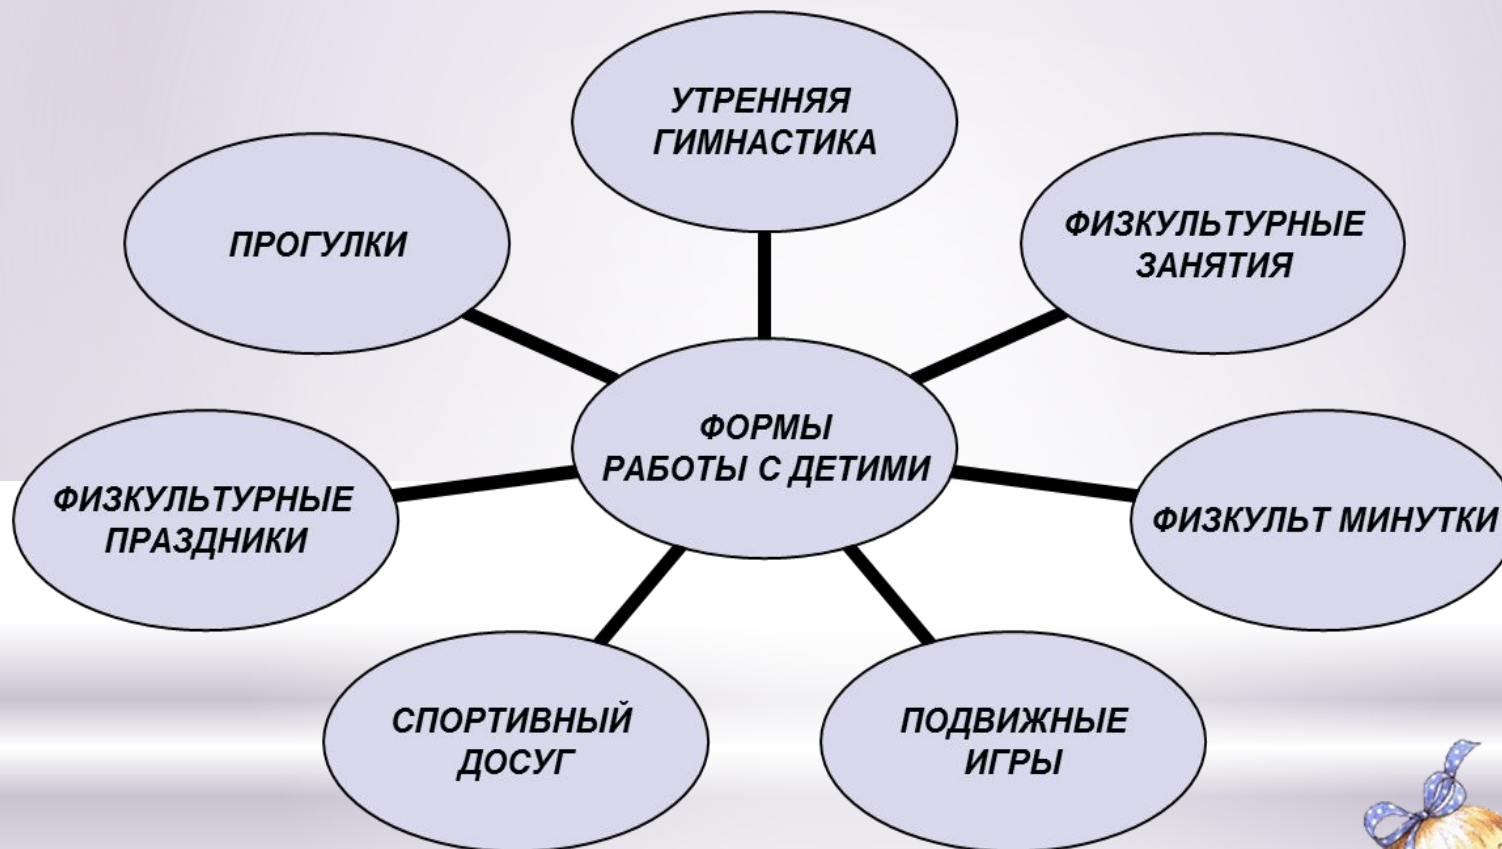 УТРЕННЯЯ
ГИМНАСТИКА
ПРОГУЛКИ
ФИЗКУЛЬТУРНЫЕ
ЗАНЯТИЯ
ФОРМЫ
РАБОТЫ С ДЕТИМИ
ФИЗКУЛЬТУРНЫЕ
ПРАЗДНИКИ
ФИЗКУЛЬТ МИНУТКИ
СПОРТИВНЫЙ
ДОСУГ
ПОДВИЖНЫЕ
ИГРЫ